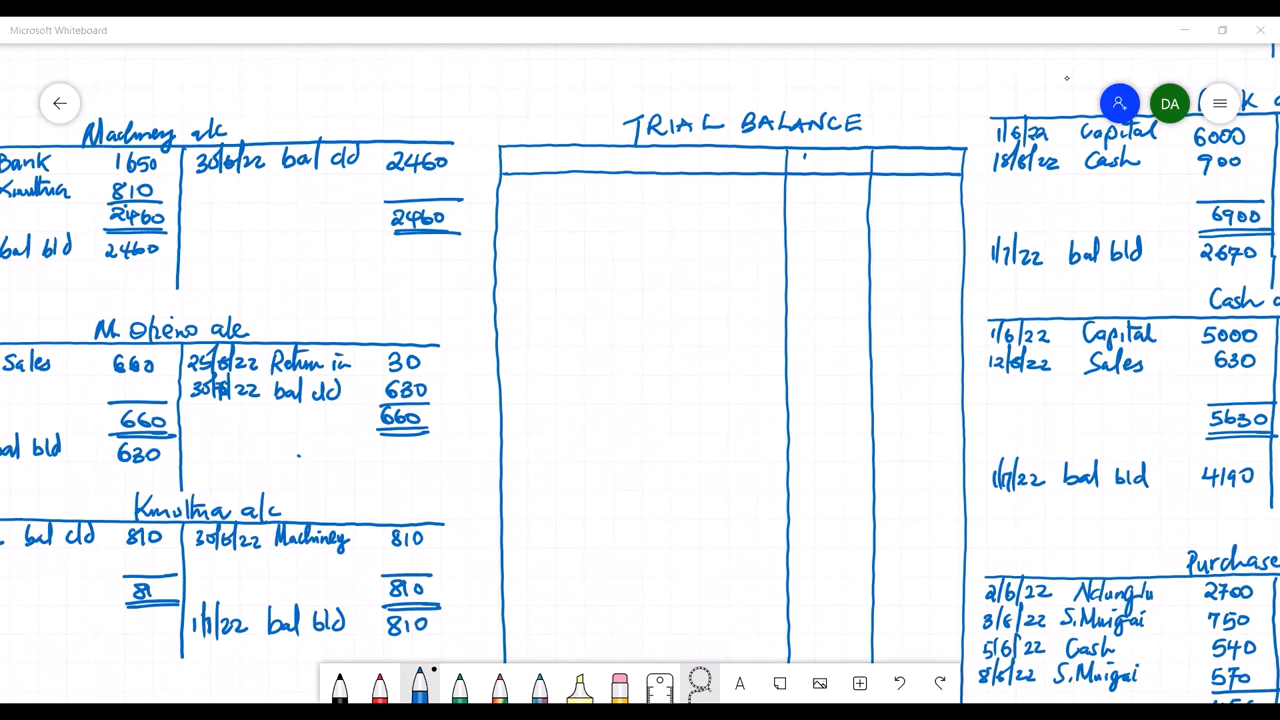 Microsoft Whiteboard
DA
Machinery a/c
Bank 1650 30/6/22 bal c/d 2460
810
2460 2460
bal b/d 2460
M. Otieno a/c
Sales 660 25/6/22 Return in 30
30/6/22 bal c/d 630
660 660
bal b/d 630
a/c
bal c/d 810 30/6/22 Machinery 810
81 810
1/7/22 bal b/d 810
TRIAL BALANCE
1/6/22 Capital 6000
18/6/22 Cash 900
6900
1/7/22 bal b/d 2670
Cash a
1/6/22 Capital 5000
12/6/22 Sales 630
5630
1/7/22 bal b/d 4190
Purchase
2/6/22 Ndungu 2700
3/6/22 S. Muigai 750
5/6/22 Cash 540
8/6/22 S. Muigai 570
A